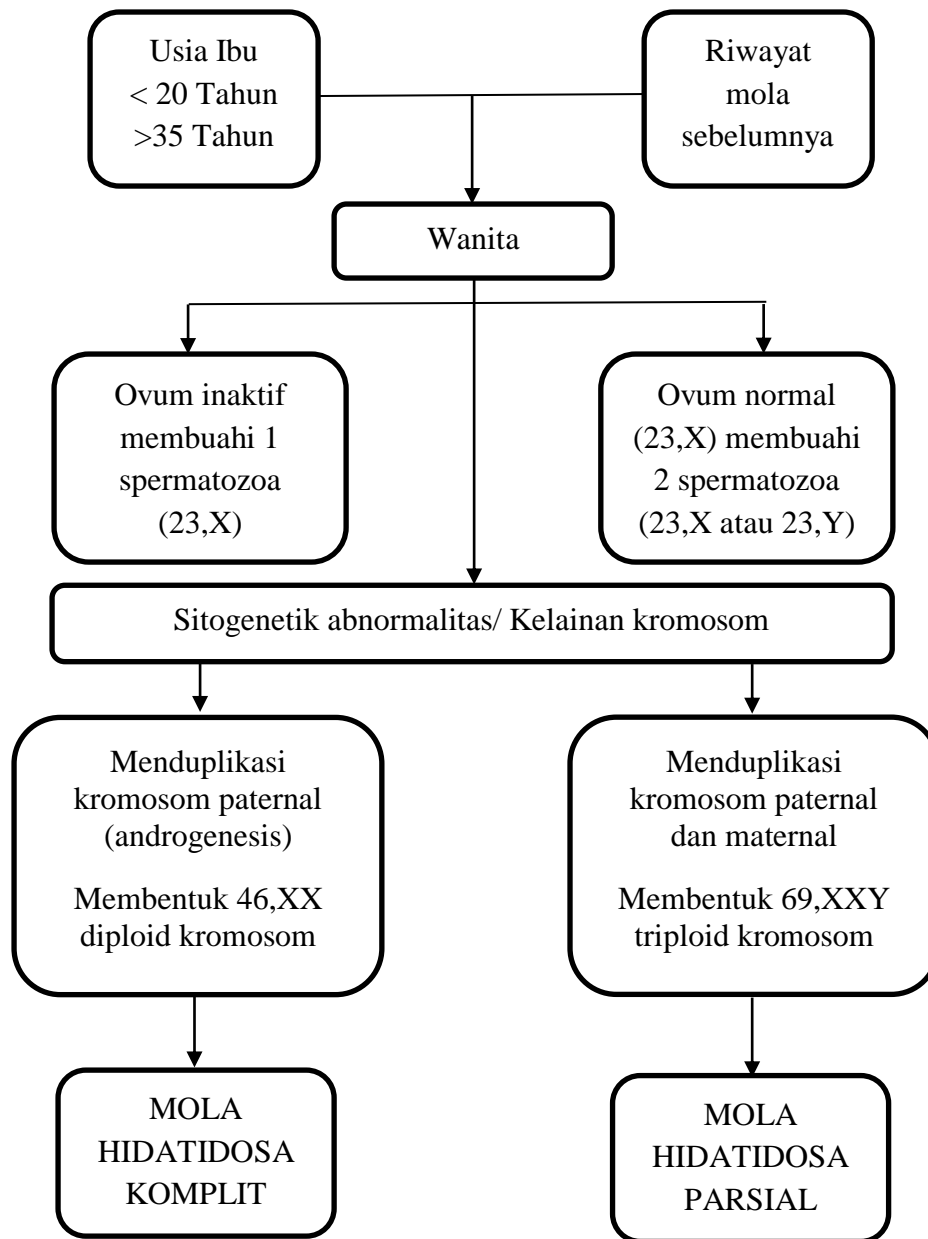 Usia Ibu
< 20 Tahun
>35 Tahun
Riwayat
mola
sebelumnya
Wanita
Ovum inaktif
membuahi 1
spermatozoa
(23,X)
Ovum normal
(23,X) membuahi
2 spermatozoa
(23,X atau 23,Y)
Sitogenetik abnormalitas/ Kelainan kromosom
Menduplikasi
kromosom paternal
(androgenesis)
Membentuk 46,XX
diploid kromosom
Menduplikasi
kromosom paternal
dan maternal
Membentuk 69,XXY
triploid kromosom
MOLA
HIDATIDOSA
KOMPLIT
MOLA
HIDATIDOSA
PARSIAL